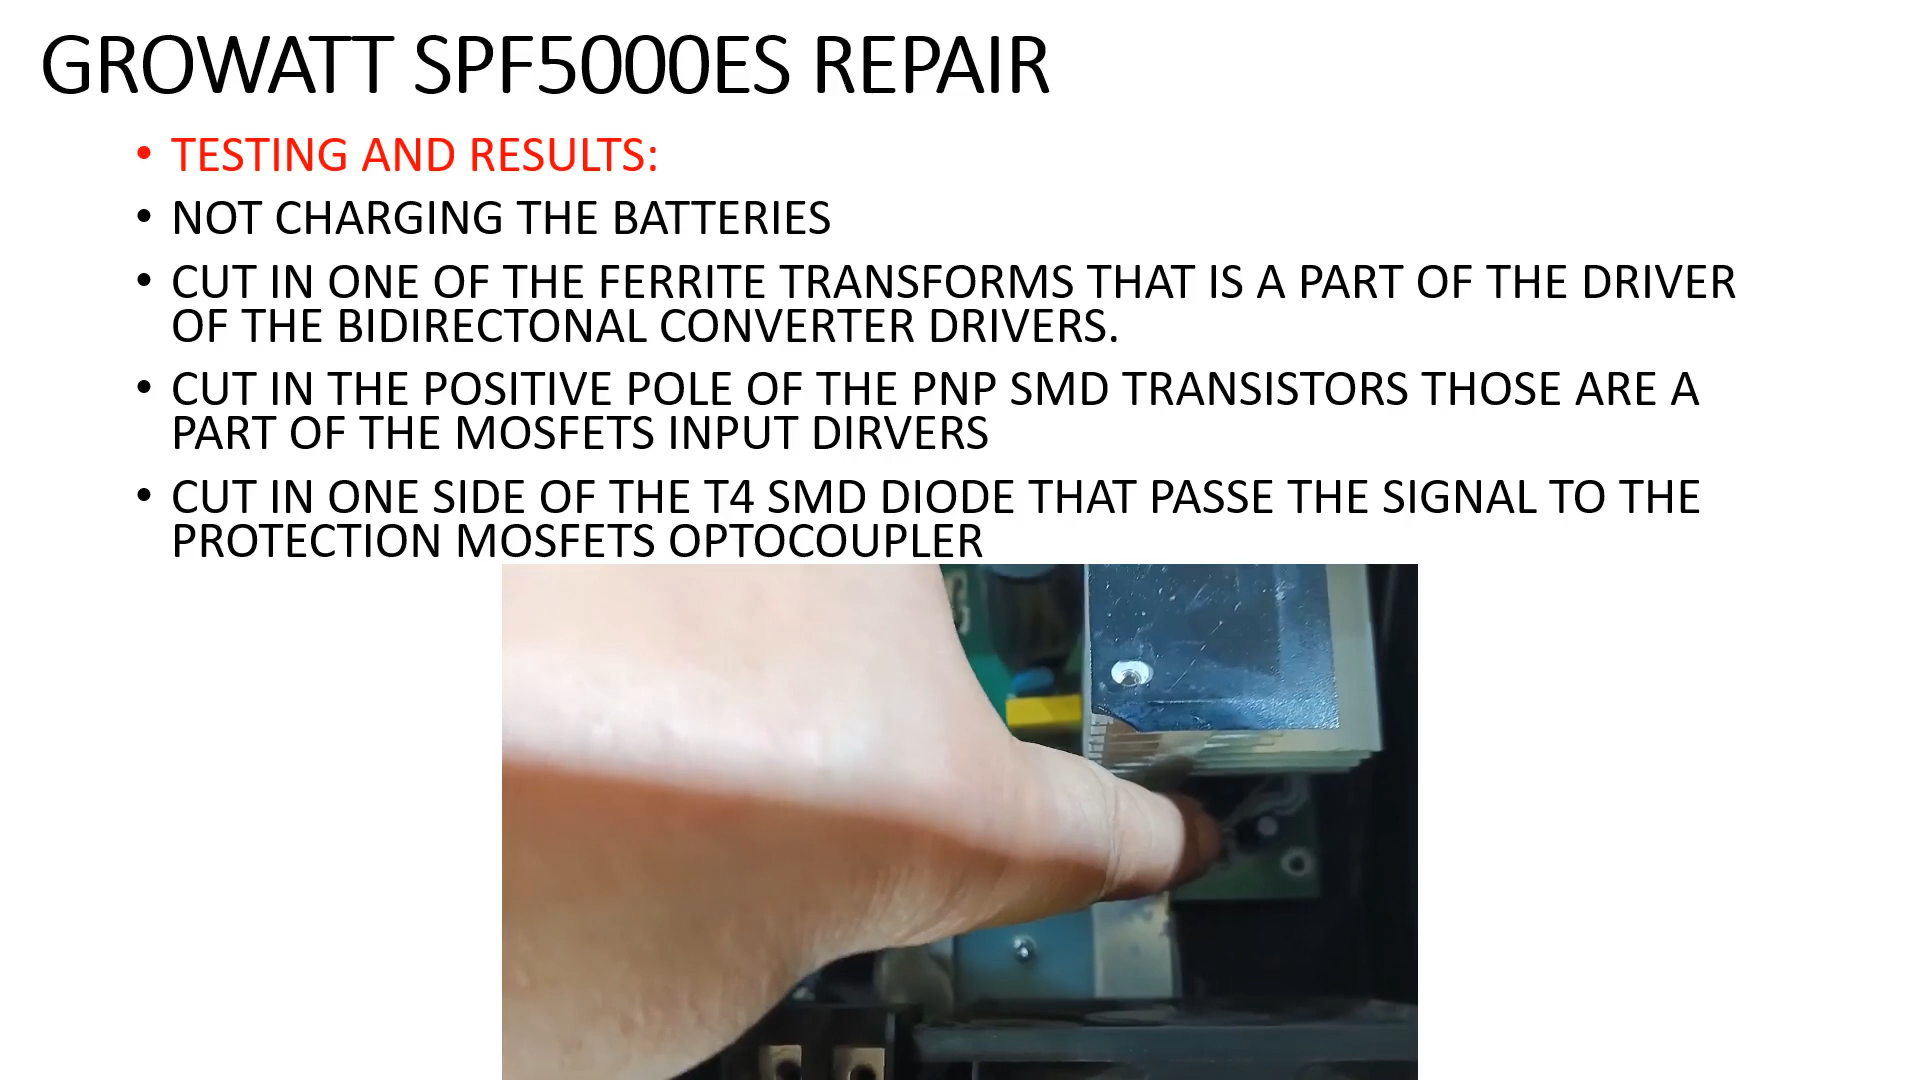 GROWATT SPF5000ES REPAIR
• TESTING AND RESULTS:
• NOT CHARGING THE BATTERIES
• CUT IN ONE OF THE FERRITE TRANSFORMS THAT IS A PART OF THE DRIVER
OF THE BIDIRECTONAL CONVERTER DRIVERS.
• CUT IN THE POSITIVE POLE OF THE PNP SMD TRANSISTORS THOSE ARE A
PART OF THE MOSFETS INPUT DIRVERS
• CUT IN ONE SIDE OF THE T4 SMD DIODE THAT PASSE THE SIGNAL TO THE
PROTECTION MOSFETS OPTOCOUPLER